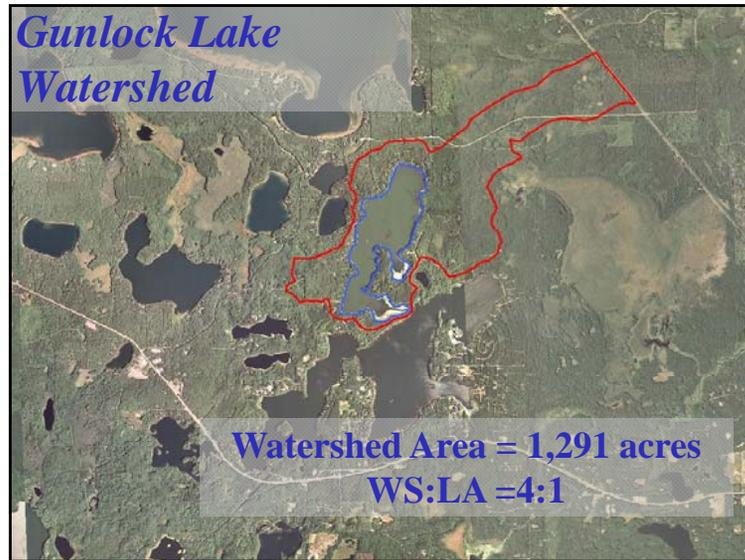 Gunlock Lake
Watershed
Watershed Area = 1,291 acres
WS:LA =4:1